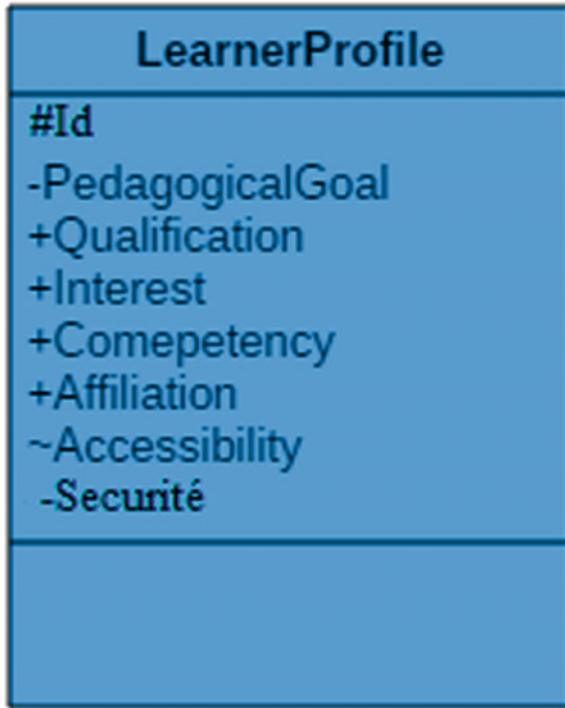 LearnerProfile
#Id
-PedagogicalGoal
+Qualification
+Interest
+Comepetency
+Affiliation
~Accessibility
-Securité